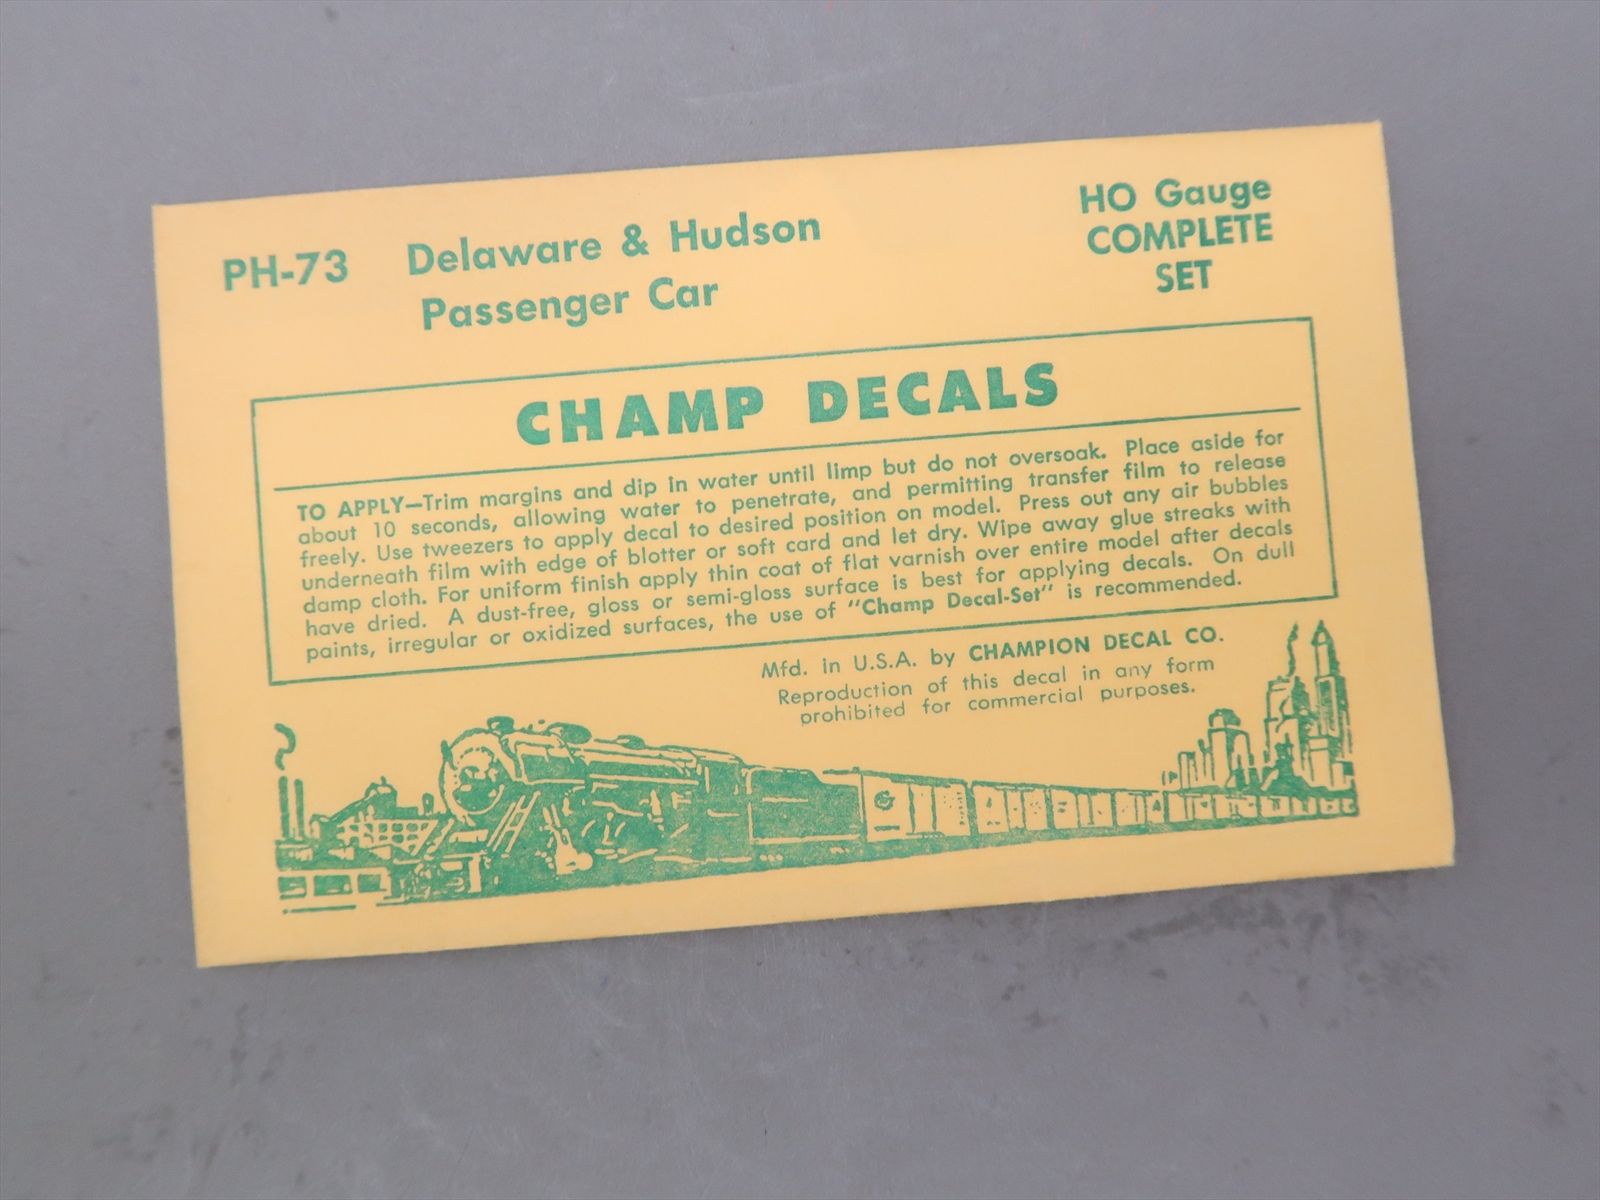 PH-73 Delaware & Hudson
Passenger Car
HO Gauge
COMPLETE
SET
CHAMP DECALS
TO APPLY—Trim margins and dip in water until limp but do not oversoak. Place aside for
about 10 seconds, allowing water to penetrate, and permitting transfer film to release
freely. Use tweezers to apply decal to desired position on model. Press out any air bubbles
underneath film with edge of blotter or soft card and let dry. Wipe away glue streaks with
damp cloth. For uniform finish apply thin coat of flat varnish over entire model after decals
have dried. A dust-free, gloss or semi-gloss surface is best for applying decals. On dull
paints, irregular or oxidized surfaces, the use of "Champ Decal-Set" is recommended.
Mfd. in U.S.A. by CHAMPION DECAL CO.
Reproduction of this decal in any form
prohibited for commercial purposes.